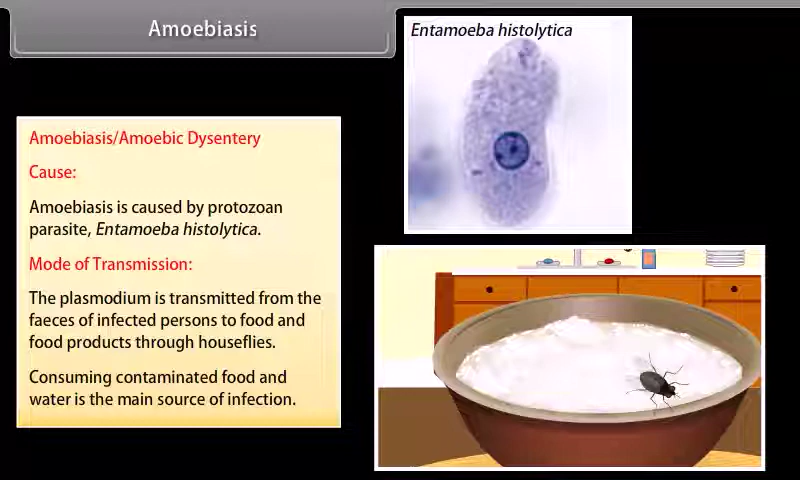 Amoebiasis
Entamoeba histolytica
Amoebiasis/Amoebic Dysentery
Cause:
Amoebiasis is caused by protozoan
parasite, Entamoeba histolytica.
Mode of Transmission:
The plasmodium is transmitted from the
faeces of infected persons to food and
food products through houseflies.
Consuming contaminated food and
water is the main source of infection.